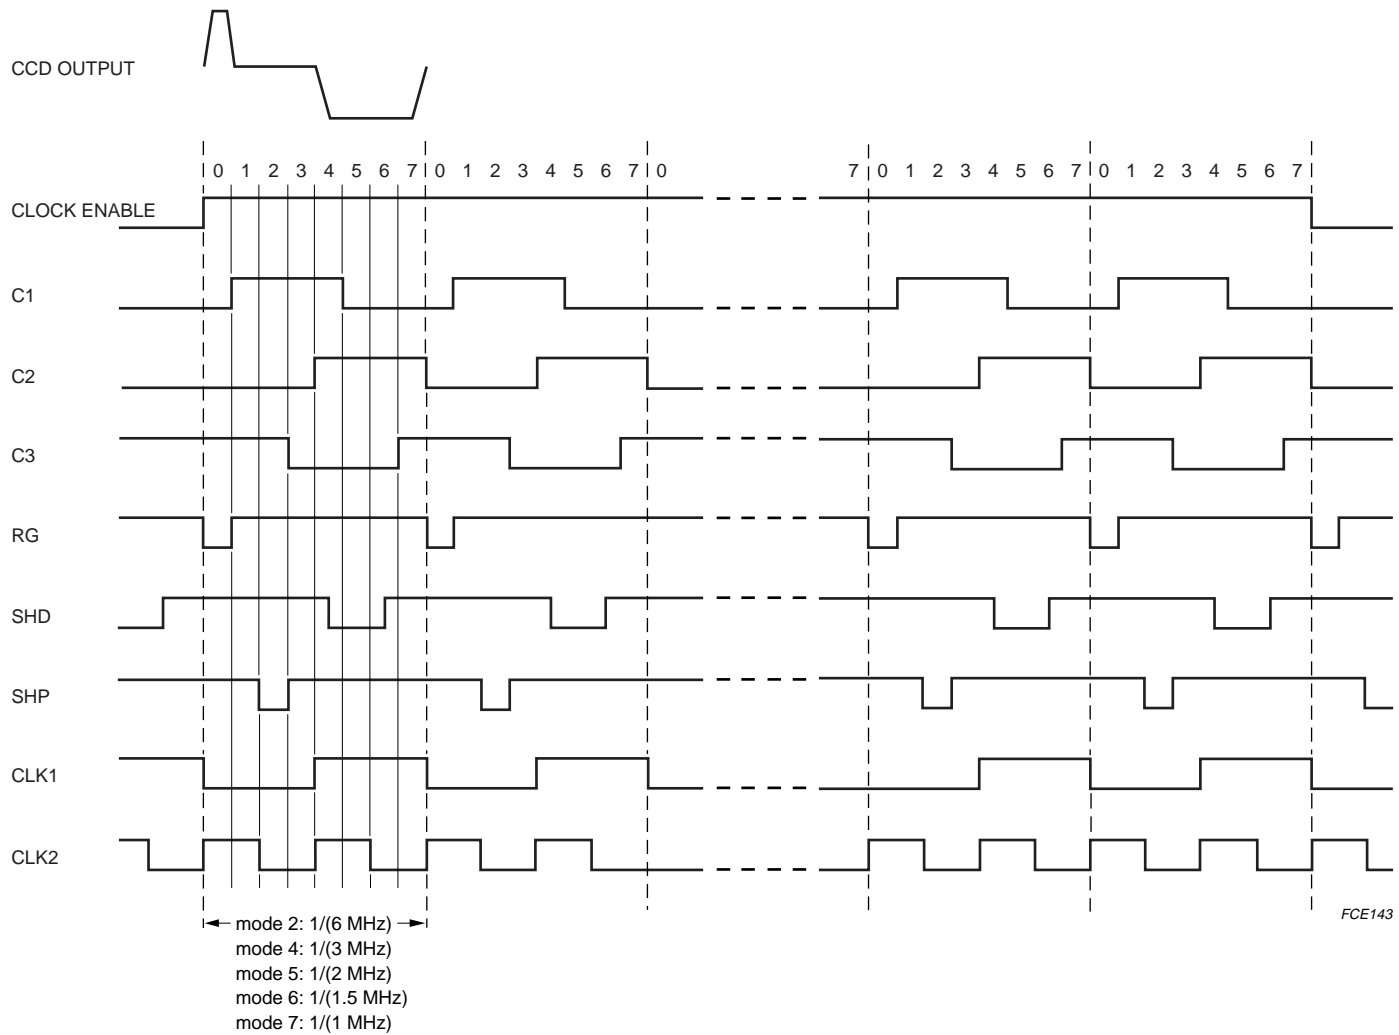 CCD OUTPUT
0 1 2 3 4 5 6 7 0 1 2 3 4 5 6 7 0 7 0 1 2 3 4 5 6 7 0 1 2 3 4 5 6 7
CLOCK ENABLE
C1
C2
C3
RG
SHD
SHP
CLK1
CLK2
FCE143
mode 2: 1/(6 MHz)
mode 4: 1/(3 MHz)
mode 5: 1/(2 MHz)
mode 6: 1/(1.5 MHz)
mode 7: 1/(1 MHz)